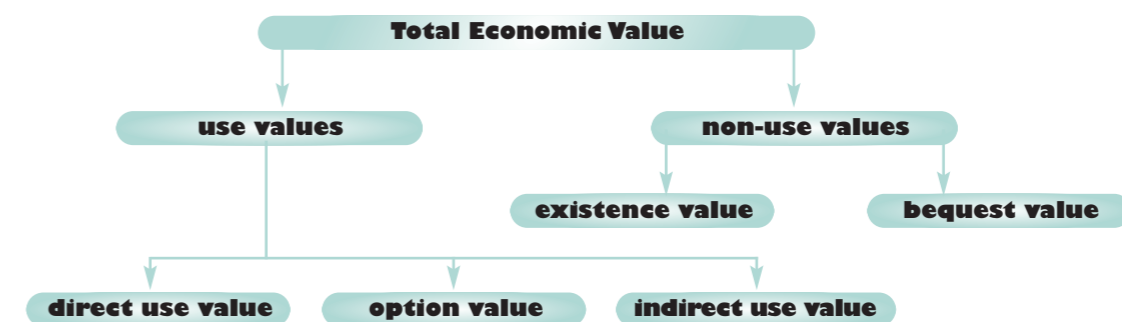 Total Economic Value
use values
non-use values
existence value
bequest value
direct use value
option value
indirect use value